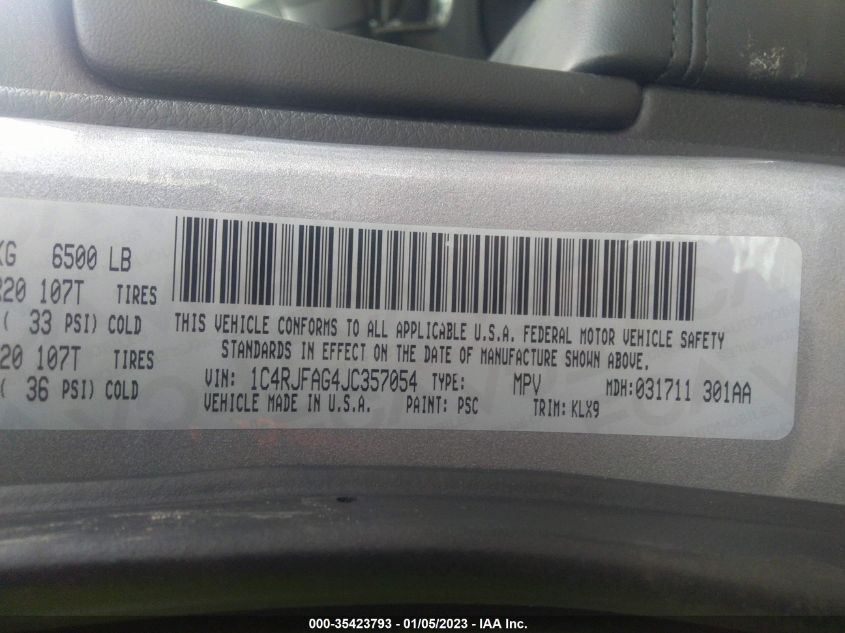 KG 6500 LB
R20 107T TIRES
( 33 PSI) COLD
20 107T TIRES
( 36 PSI) COLD
THIS VEHICLE CONFORMS TO ALL APPLICABLE U.S.A. FEDERAL MOTOR VEHICLE SAFETY
STANDARDS IN EFFECT ON THE DATE OF MANUFACTURE SHOWN ABOVE.
VIN: 1C4RJFAG4JC357054 TYPE: MPV MDH:031711 301AA
VEHICLE MADE IN U.S.A. PAINT: PSC TRIM:KLX9
000-35423793 - 01/05/2023 - IAA Inc.